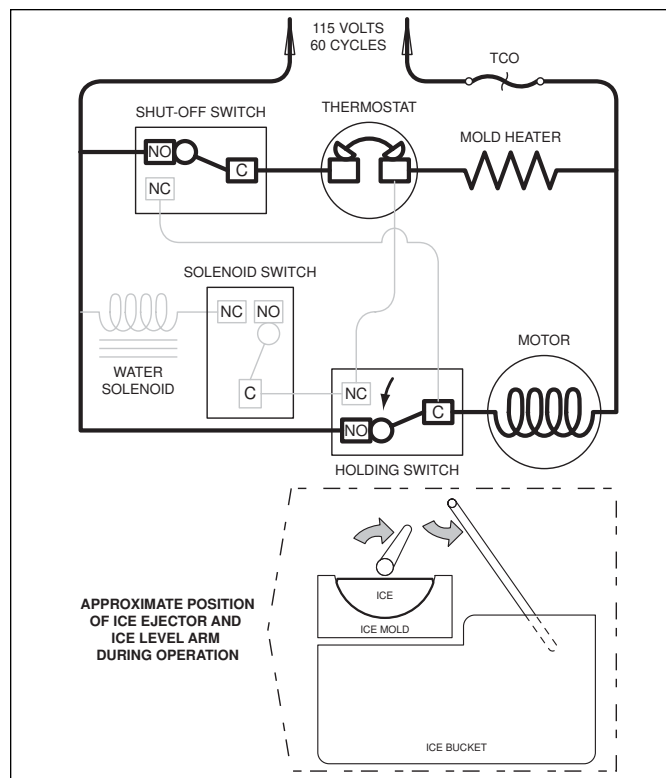 115 VOLTS
60 CYCLES
TCO
SHUT-OFF SWITCH
THERMOSTAT
MOLD HEATER
NO
C
NC
SOLENOID SWITCH
NC
NO
MOTOR
WATER
SOLENOID
C
NC
C
NO
HOLDING SWITCH
APPROXIMATE POSITION
OF ICE EJECTOR AND
ICE LEVEL ARM
DURING OPERATION
ICE
ICE MOLD
ICE BUCKET